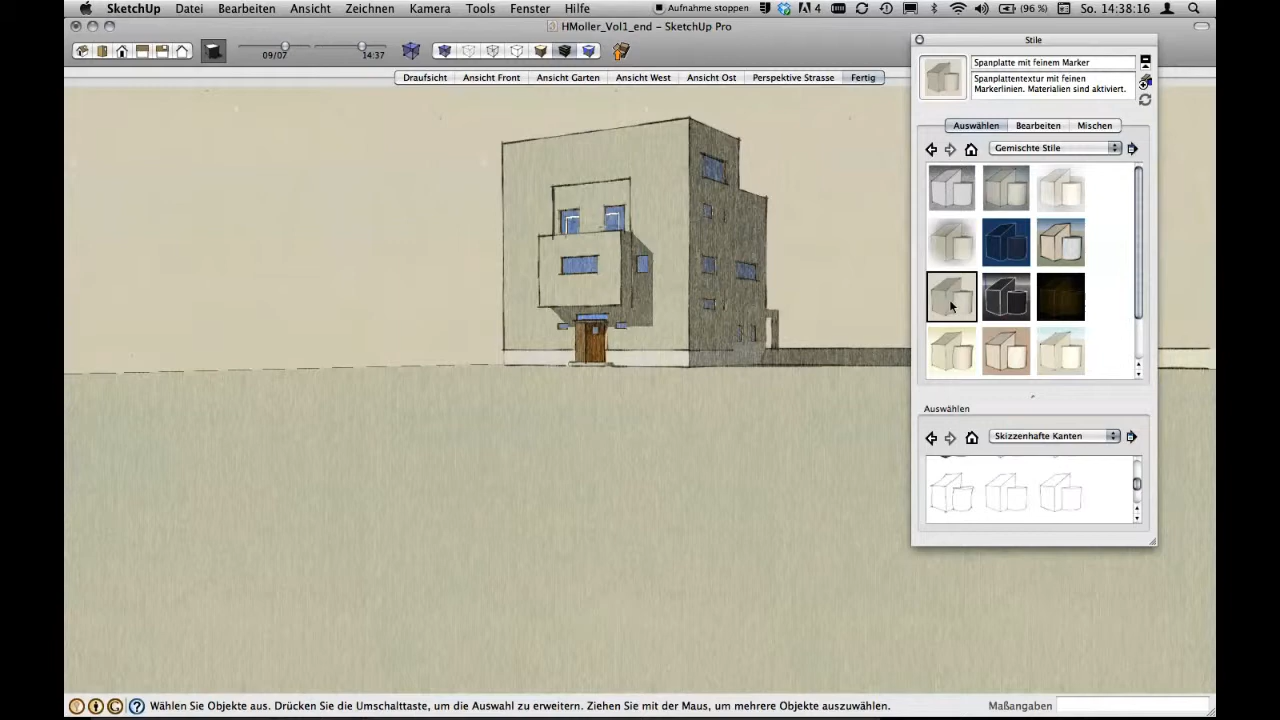 SketchUp Datei Bearbeiten Ansicht Zeichnen Kamera Tools Fenster Hilfe Aufnahme stoppen 4 (96 %) So. 14:38:16
HMoller_Vol1_end – SketchUp Pro
09/07 14:37
Draufsicht Ansicht Front Ansicht Garten Ansicht West Ansicht Ost Perspektive Strasse Fertig
Stile
Spanplatte mit feinem Marker
Spanplattentextur mit feinen
Markerlinien. Materialien sind aktiviert.
Auswählen Bearbeiten Mischen
Gemischte Stile
Auswählen
Skizzenhafte Kanten
Wählen Sie Objekte aus. Drücken Sie die Umschalttaste, um die Auswahl zu erweitern. Ziehen Sie mit der Maus, um mehrere Objekte auszuwählen. Maßangaben